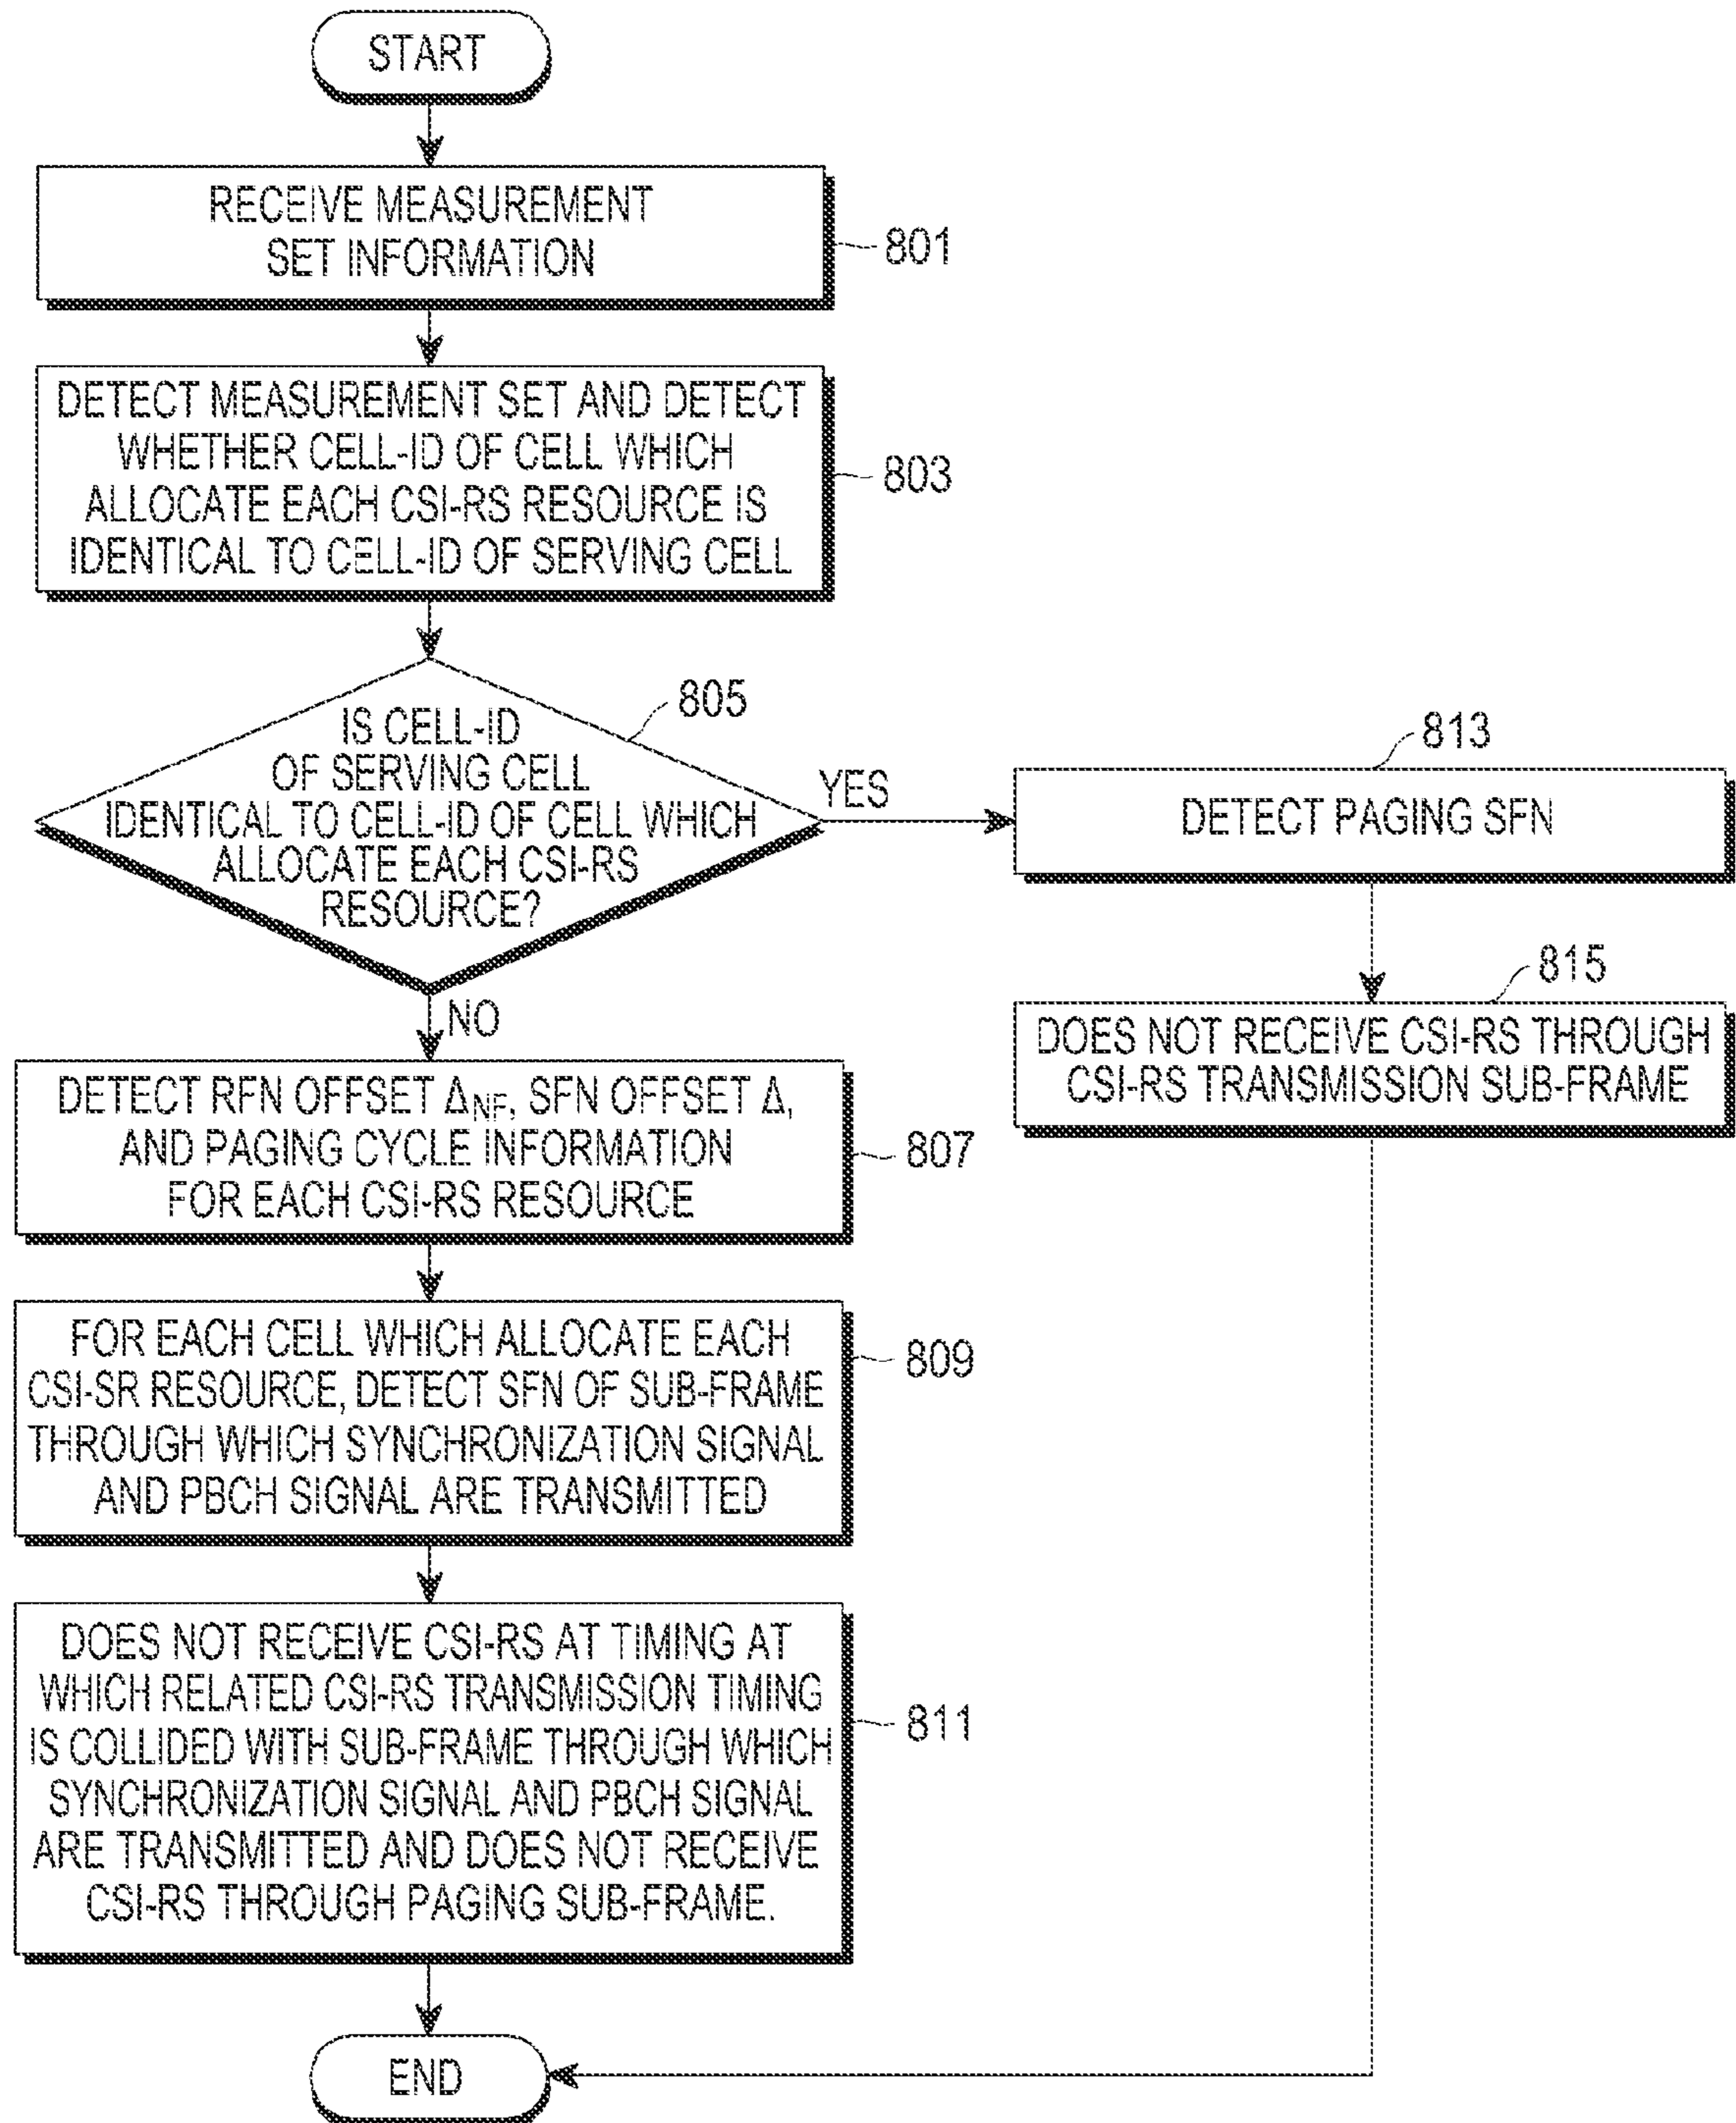 START
RECEIVE MEASUREMENT
SET INFORMATION
801
DETECT MEASUREMENT SET AND DETECT
WHETHER CELL-ID OF CELL WHICH
ALLOCATE EACH CSI-RS RESOURCE IS
IDENTICAL TO CELL-ID OF SERVING CELL
803
805
IS CELL-ID
OF SERVING CELL
IDENTICAL TO CELL-ID OF CELL WHICH
ALLOCATE EACH CSI-RS
RESOURCE?
YES
813
DETECT PAGING SFN
815
DOES NOT RECEIVE CSI-RS THROUGH
CSI-RS TRANSMISSION SUB-FRAME
NO
DETECT RFN OFFSET Δ_NF, SFN OFFSET Δ,
AND PAGING CYCLE INFORMATION
FOR EACH CSI-RS RESOURCE
807
FOR EACH CELL WHICH ALLOCATE EACH
CSI-SR RESOURCE, DETECT SFN OF SUB-FRAME
THROUGH WHICH SYNCHRONIZATION SIGNAL
AND PBCH SIGNAL ARE TRANSMITTED
809
DOES NOT RECEIVE CSI-RS AT TIMING AT
WHICH RELATED CSI-RS TRANSMISSION TIMING
IS COLLIDED WITH SUB-FRAME THROUGH WHICH
SYNCHRONIZATION SIGNAL AND PBCH SIGNAL
ARE TRANSMITTED AND DOES NOT RECEIVE
CSI-RS THROUGH PAGING SUB-FRAME.
811
END